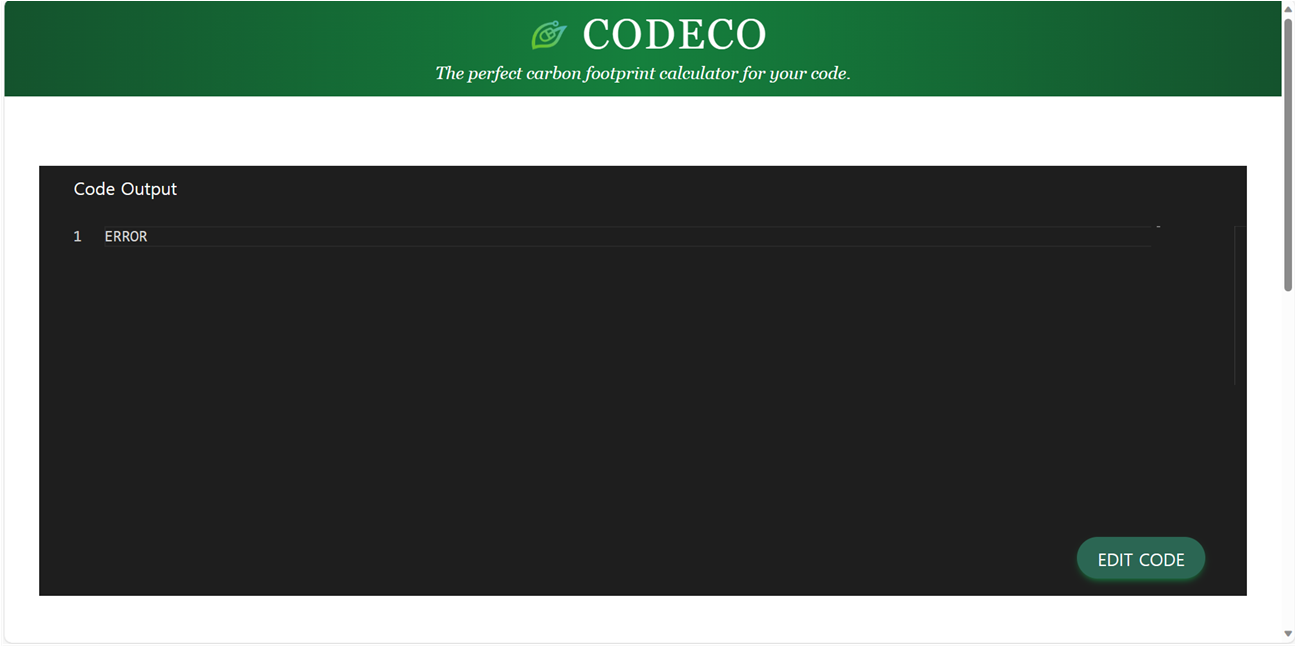 CODECO
The perfect carbon footprint calculator for your code.
Code Output
1 ERROR
EDIT CODE